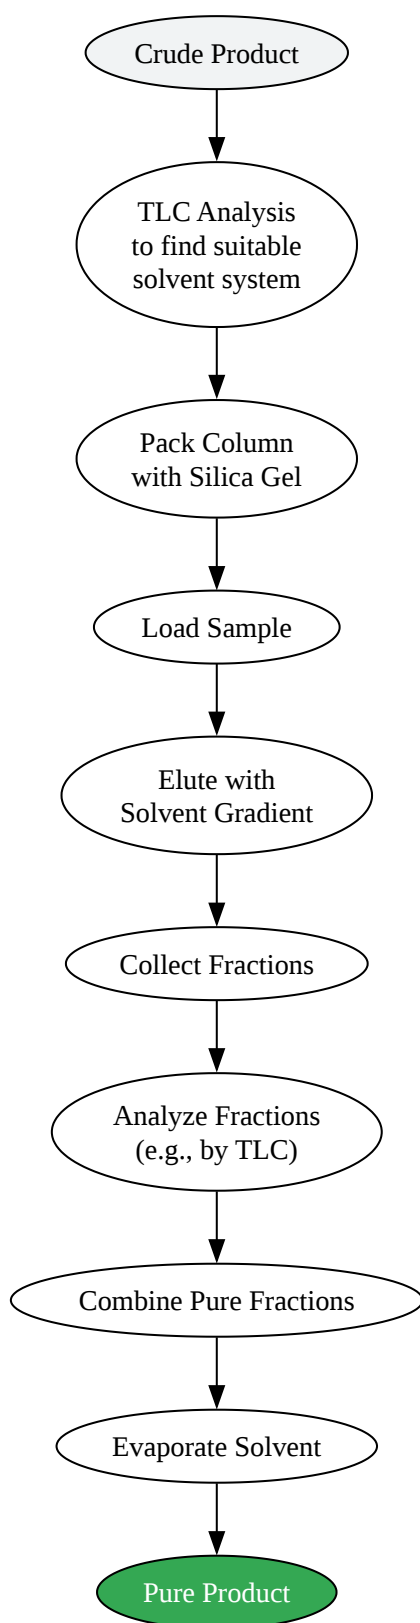 Crude Product
TLC Analysis
to find suitable
solvent system
Pack Column
with Silica Gel
Load Sample
Elute with
Solvent Gradient
Collect Fractions
Analyze Fractions
(e.g., by TLC)
Combine Pure Fractions
Evaporate Solvent
Pure Product